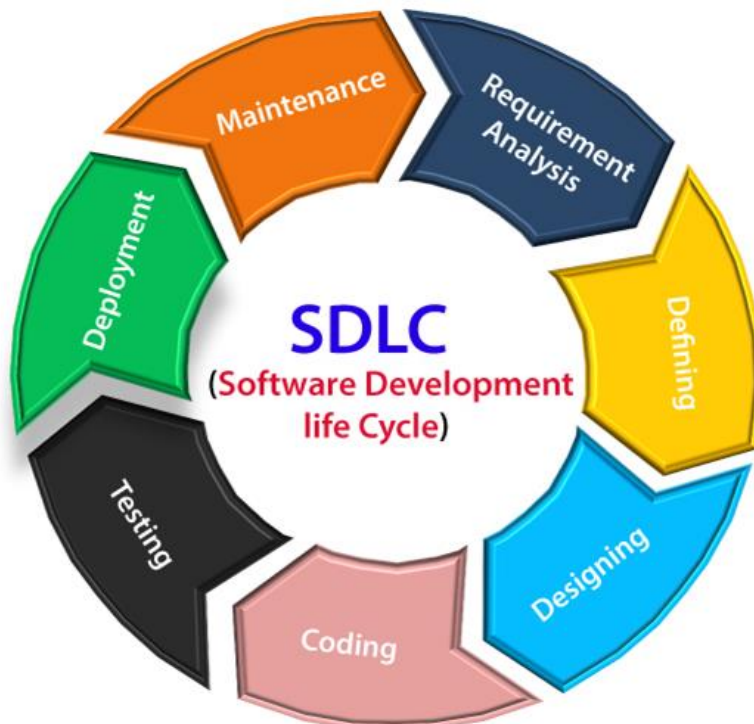 SDLC
(Software Development
life Cycle)
Requirement
Analysis
Defining
Designing
Coding
Testing
Deployment
Maintenance